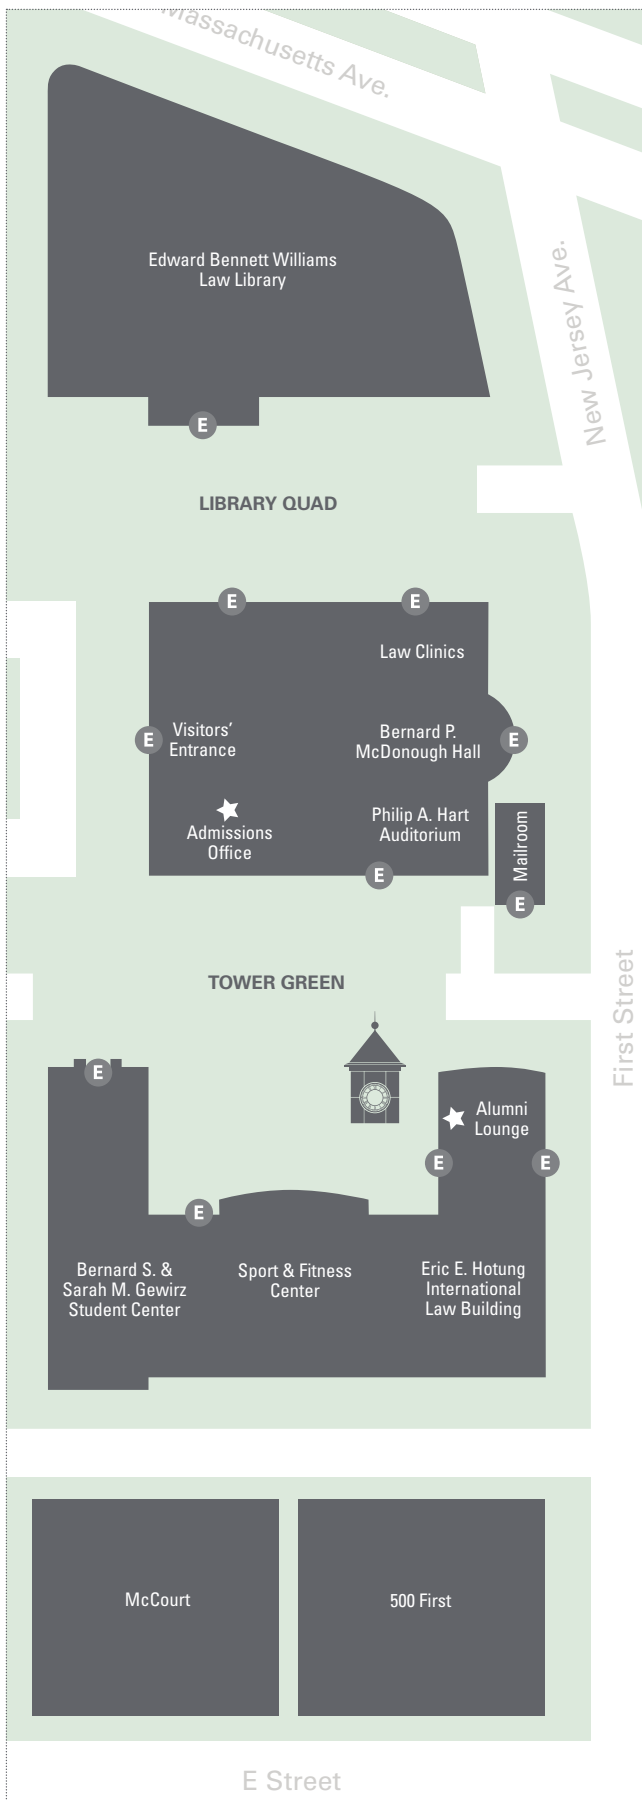 Massachusetts Ave.
Edward Bennett Williams
Law Library
New Jersey Ave.
E
LIBRARY QUAD
E
E
Law Clinics
Visitors’
Entrance
E
Bernard P.
McDonough Hall
E
Admissions
Office
Philip A. Hart
Auditorium
Mailroom
E
E
TOWER GREEN
First Street
E
Alumni
Lounge
E
E
E
Bernard S. &
Sarah M. Gewirz
Student Center
Sport & Fitness
Center
Eric E. Hotung
International
Law Building
McCourt
500 First
E Street